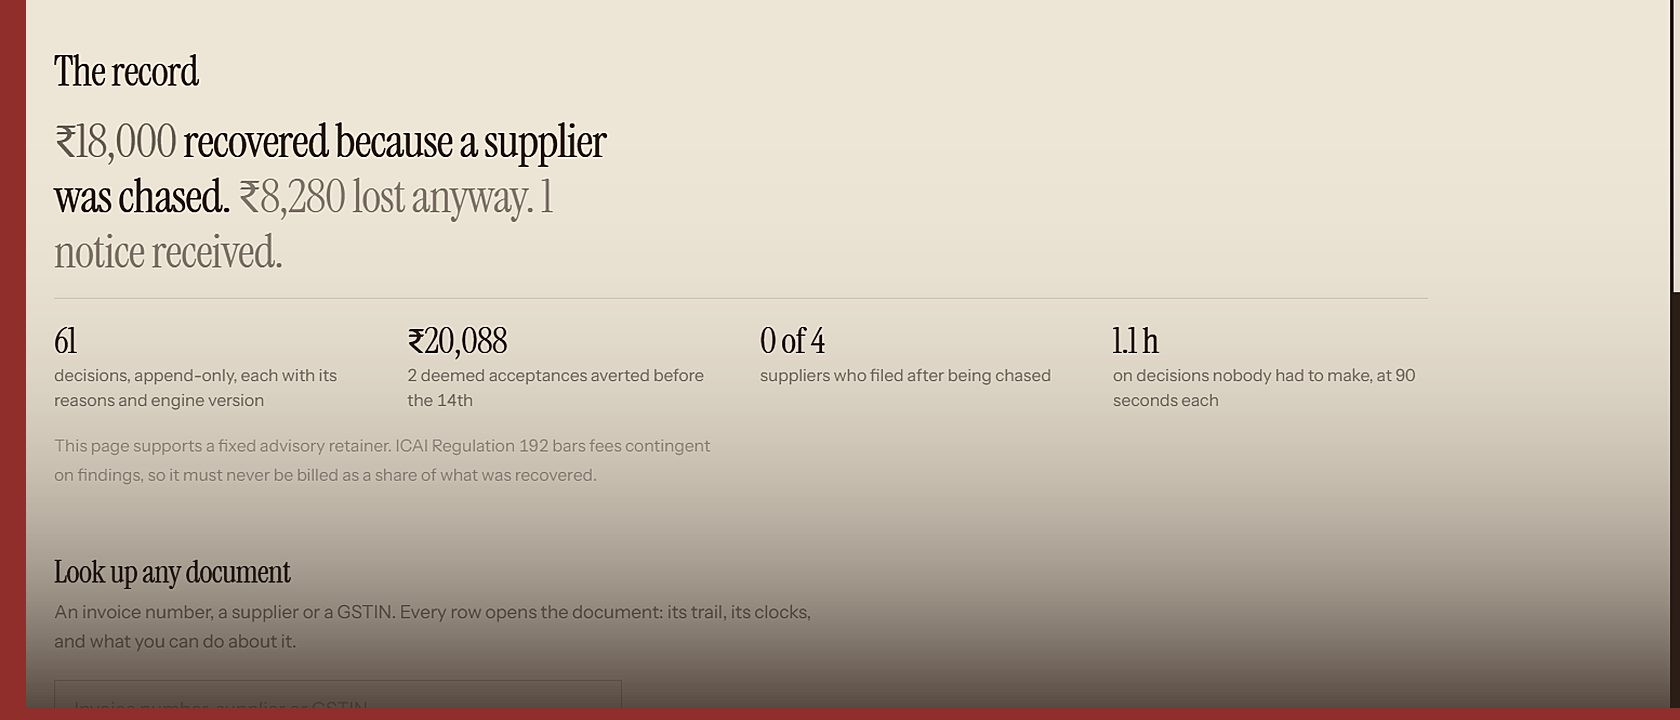 The record
₹18,000 recovered because a supplier
was chased. ₹8,280 lost anyway. 1
notice received.
61
decisions, append-only, each with its
reasons and engine version
₹20,088
2 deemed acceptances averted before
the 14th
0 of 4
suppliers who filed after being chased
1.1 h
on decisions nobody had to make, at 90
seconds each
This page supports a fixed advisory retainer. ICAI Regulation 192 bars fees contingent
on findings, so it must never be billed as a share of what was recovered.
Look up any document
An invoice number, a supplier or a GSTIN. Every row opens the document: its trail, its clocks,
and what you can do about it.
Invoice number, supplier or GSTIN